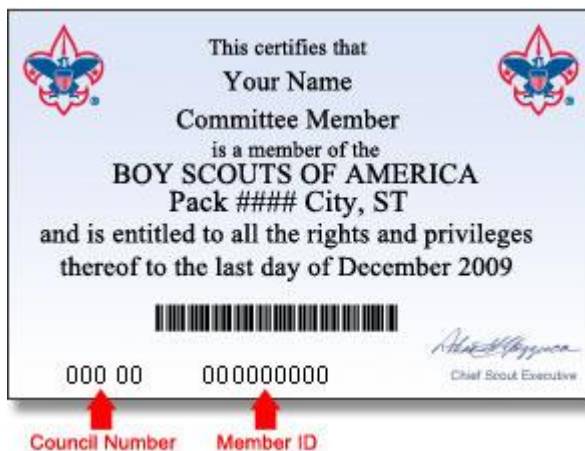 This certifies that
Your Name
Committee Member
is a member of the
BOY SCOUTS OF AMERICA
Pack #### City, ST
and is entitled to all the rights and privileges
thereof to the last day of December 2009
Chief Scout Executive
000 00 000000000
Council Number Member ID